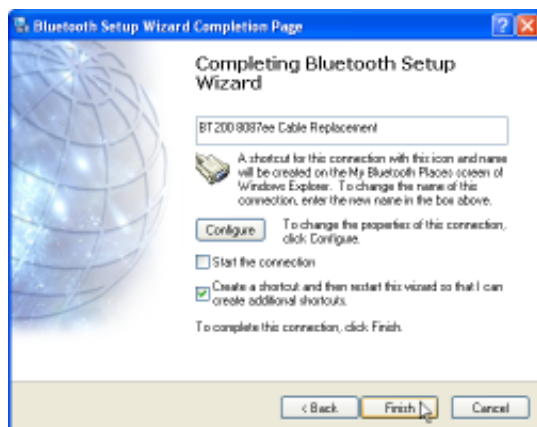 Bluetooth Setup Wizard Completion Page
Completing Bluetooth Setup
Wizard
BT200 8087ee Cable Replacement
A shortcut for this connection with this icon and name
will be created on the My Bluetooth Places screen of
Windows Explorer. To change the name of this
connection, enter the new name in the box above.
Configure
To change the properties of this connection,
click Configure.
Start the connection
Create a shortcut and then restart this wizard so that I can
create additional shortcuts.
To complete this connection, click Finish.
< Back
Finish
Cancel